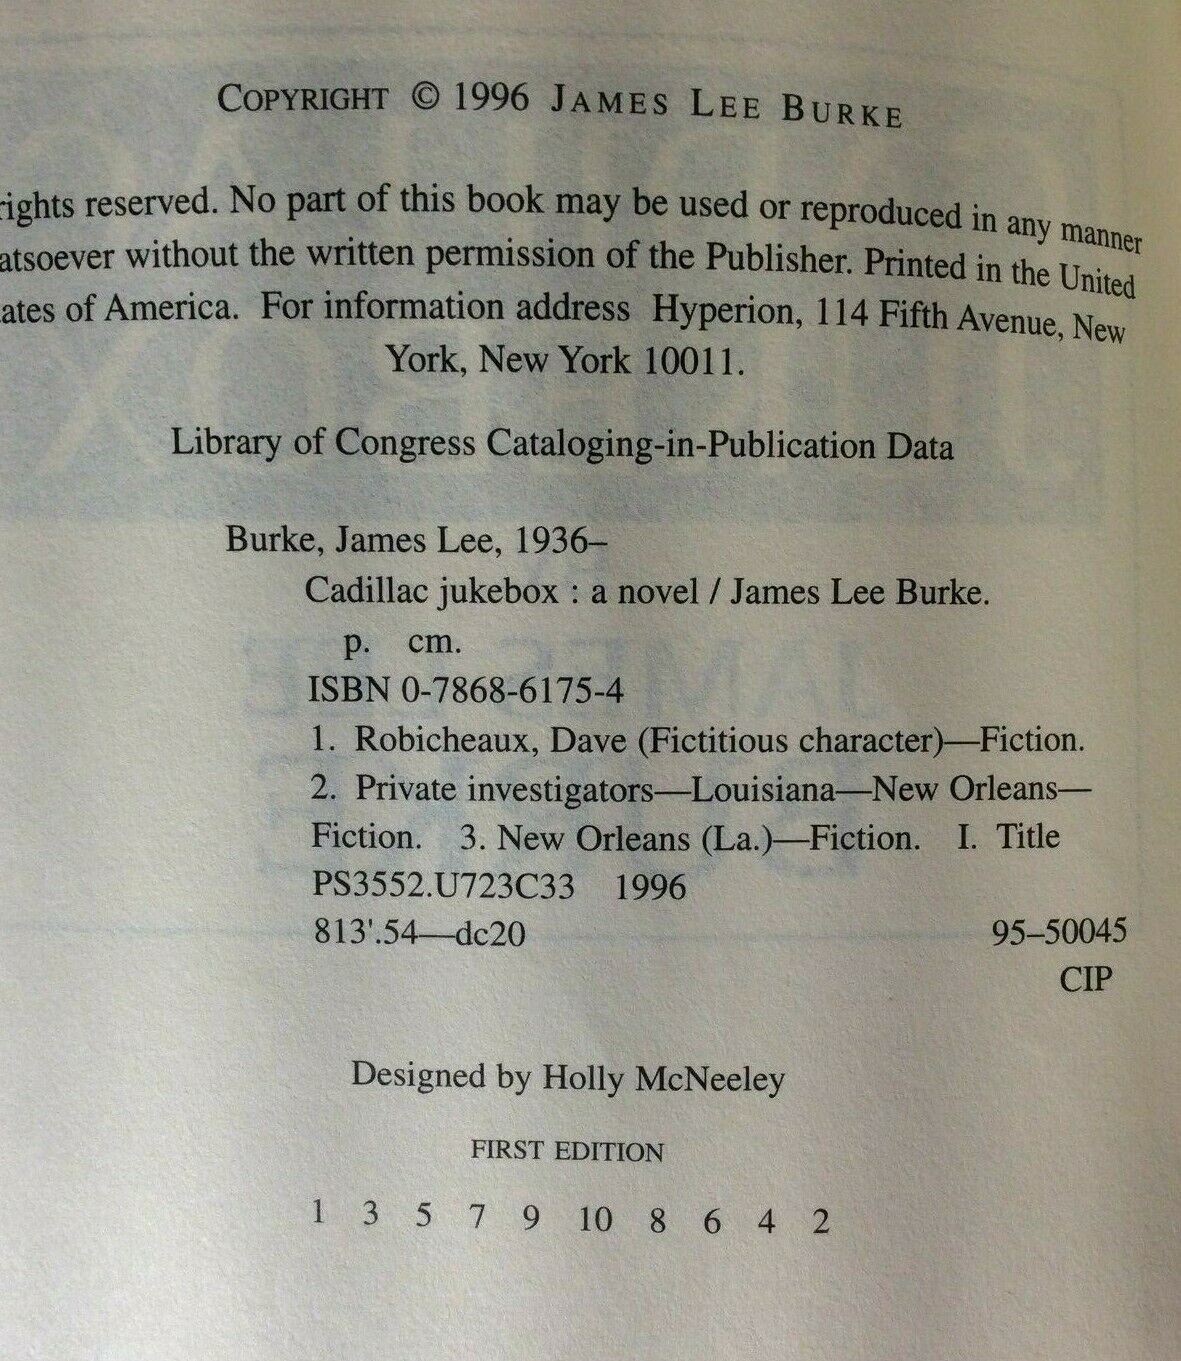 COPYRIGHT © 1996 JAMES LEE BURKE
rights reserved. No part of this book may be used or reproduced in any manner
atsoever without the written permission of the Publisher. Printed in the United
ates of America. For information address Hyperion, 114 Fifth Avenue, New
York, New York 10011.
Library of Congress Cataloging-in-Publication Data
Burke, James Lee, 1936–
Cadillac jukebox : a novel / James Lee Burke.
p. cm.
ISBN 0-7868-6175-4
1. Robicheaux, Dave (Fictitious character)—Fiction.
2. Private investigators—Louisiana—New Orleans—
Fiction. 3. New Orleans (La.)—Fiction. I. Title
PS3552.U723C33 1996
813'.54—dc20 95–50045
CIP
Designed by Holly McNeeley
FIRST EDITION
1 3 5 7 9 10 8 6 4 2